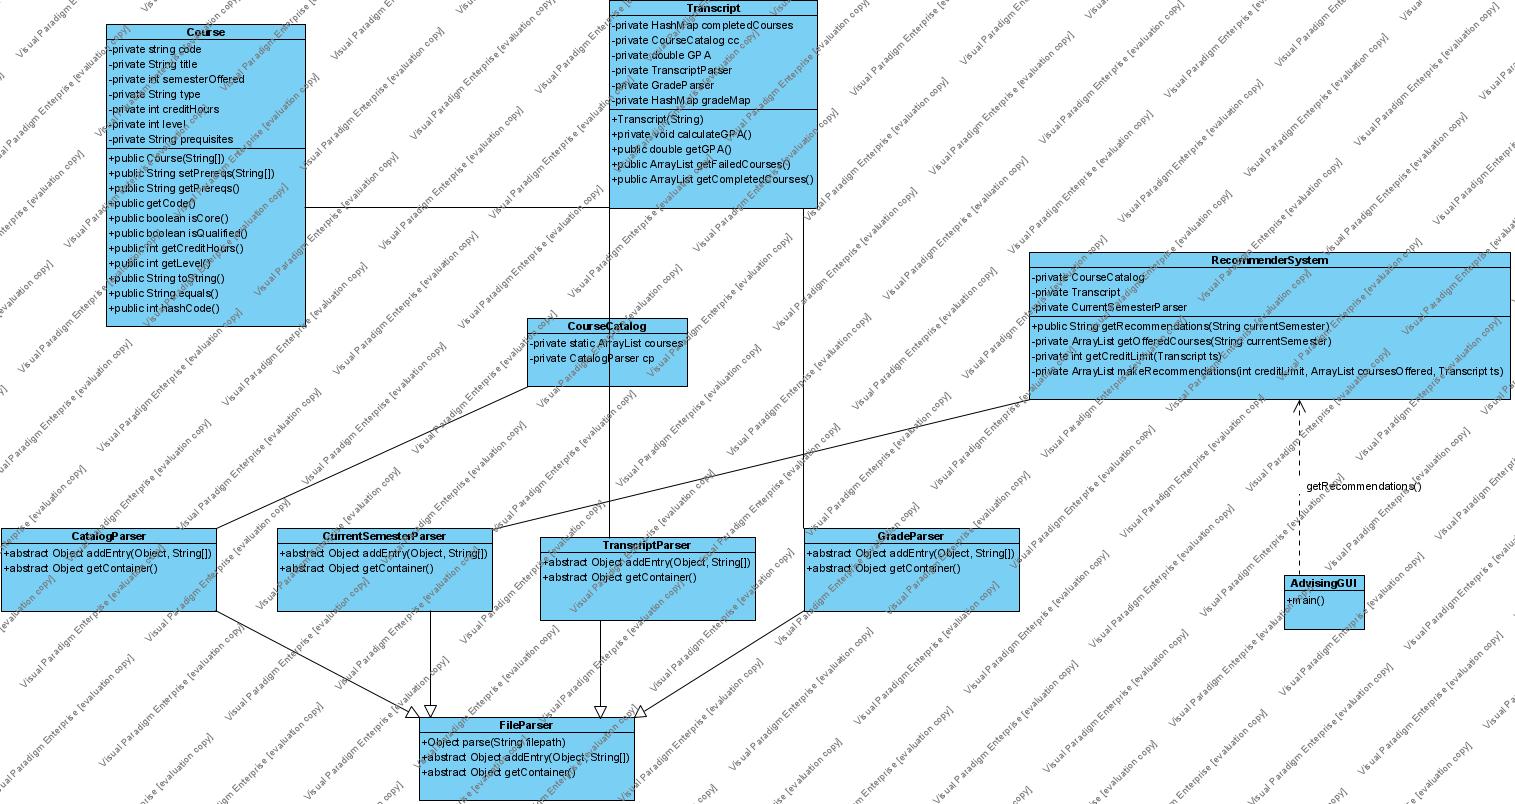 Course
-private string code
-private String title
-private int semesterOffered
-private String type
-private int creditHours
-private int level
-private String prequisites
+public Course(String[])
+public String setPrereqs(String[])
+public String getPrereqs()
+public getCode()
+public boolean isCore()
+public boolean isQualified()
+public int getCreditHours()
+public int getLevel()
+public String toString()
+public String equals()
+public int hashCode()
Transcript
-private HashMap completedCourses
-private CourseCatalog cc
-private double GPA
-private TranscriptParser
-private GradeParser
-private HashMap gradeMap
+Transcript(String)
+private void calculateGPA()
+public double getGPA()
+public ArrayList getFailedCourses()
+public ArrayList getCompletedCourses()
RecommenderSystem
-private CourseCatalog
-private Transcript
-private CurrentSemesterParser
+public String getRecommendations(String currentSemester)
-private ArrayList getOfferedCourses(String currentSemester)
-private int getCreditLimit(Transcript ts)
-private ArrayList makeRecommendations(int creditLimit, ArrayList coursesOffered, Transcript ts)
CourseCatalog
-private static ArrayList courses
-private CatalogParser cp
getRecommendations()
CatalogParser
+abstract Object addEntry(Object, String[])
+abstract Object getContainer()
CurrentSemesterParser
+abstract Object addEntry(Object, String[])
+abstract Object getContainer()
TranscriptParser
+abstract Object addEntry(Object, String[])
+abstract Object getContainer()
GradeParser
+abstract Object addEntry(Object, String[])
+abstract Object getContainer()
AdvisingGUI
+main()
FileParser
+Object parse(String filepath)
+abstract Object addEntry(Object, String[])
+abstract Object getContainer()
Visual Paradigm Enterprise [evaluation copy]